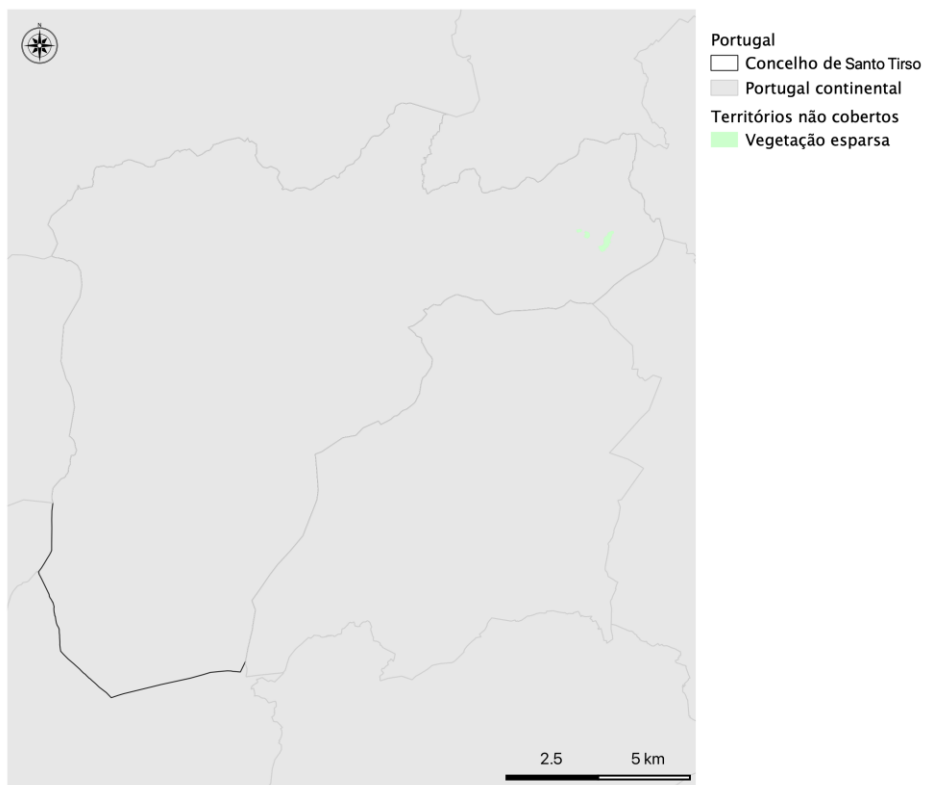 N
Portugal
Concelho de Santo Tirso
Portugal continental
Territórios não cobertos
Vegetação esparsa
2.5 5 km